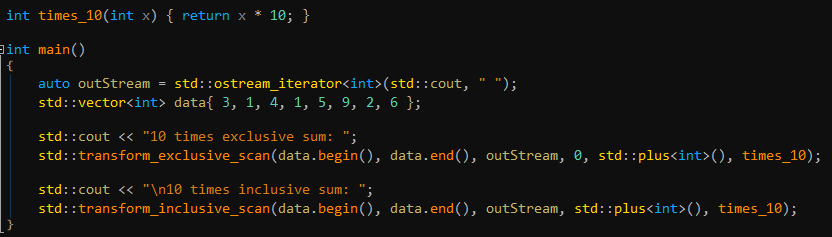 int times_10(int x) { return x * 10; }
int main()
{
auto outStream = std::ostream_iterator<int>(std::cout, " ");
std::vector<int> data{ 3, 1, 4, 1, 5, 9, 2, 6 };
std::cout << "10 times exclusive sum: ";
std::transform_exclusive_scan(data.begin(), data.end(), outStream, 0, std::plus<int>(), times_10);
std::cout << "\n10 times inclusive sum: ";
std::transform_inclusive_scan(data.begin(), data.end(), outStream, std::plus<int>(), times_10);
}